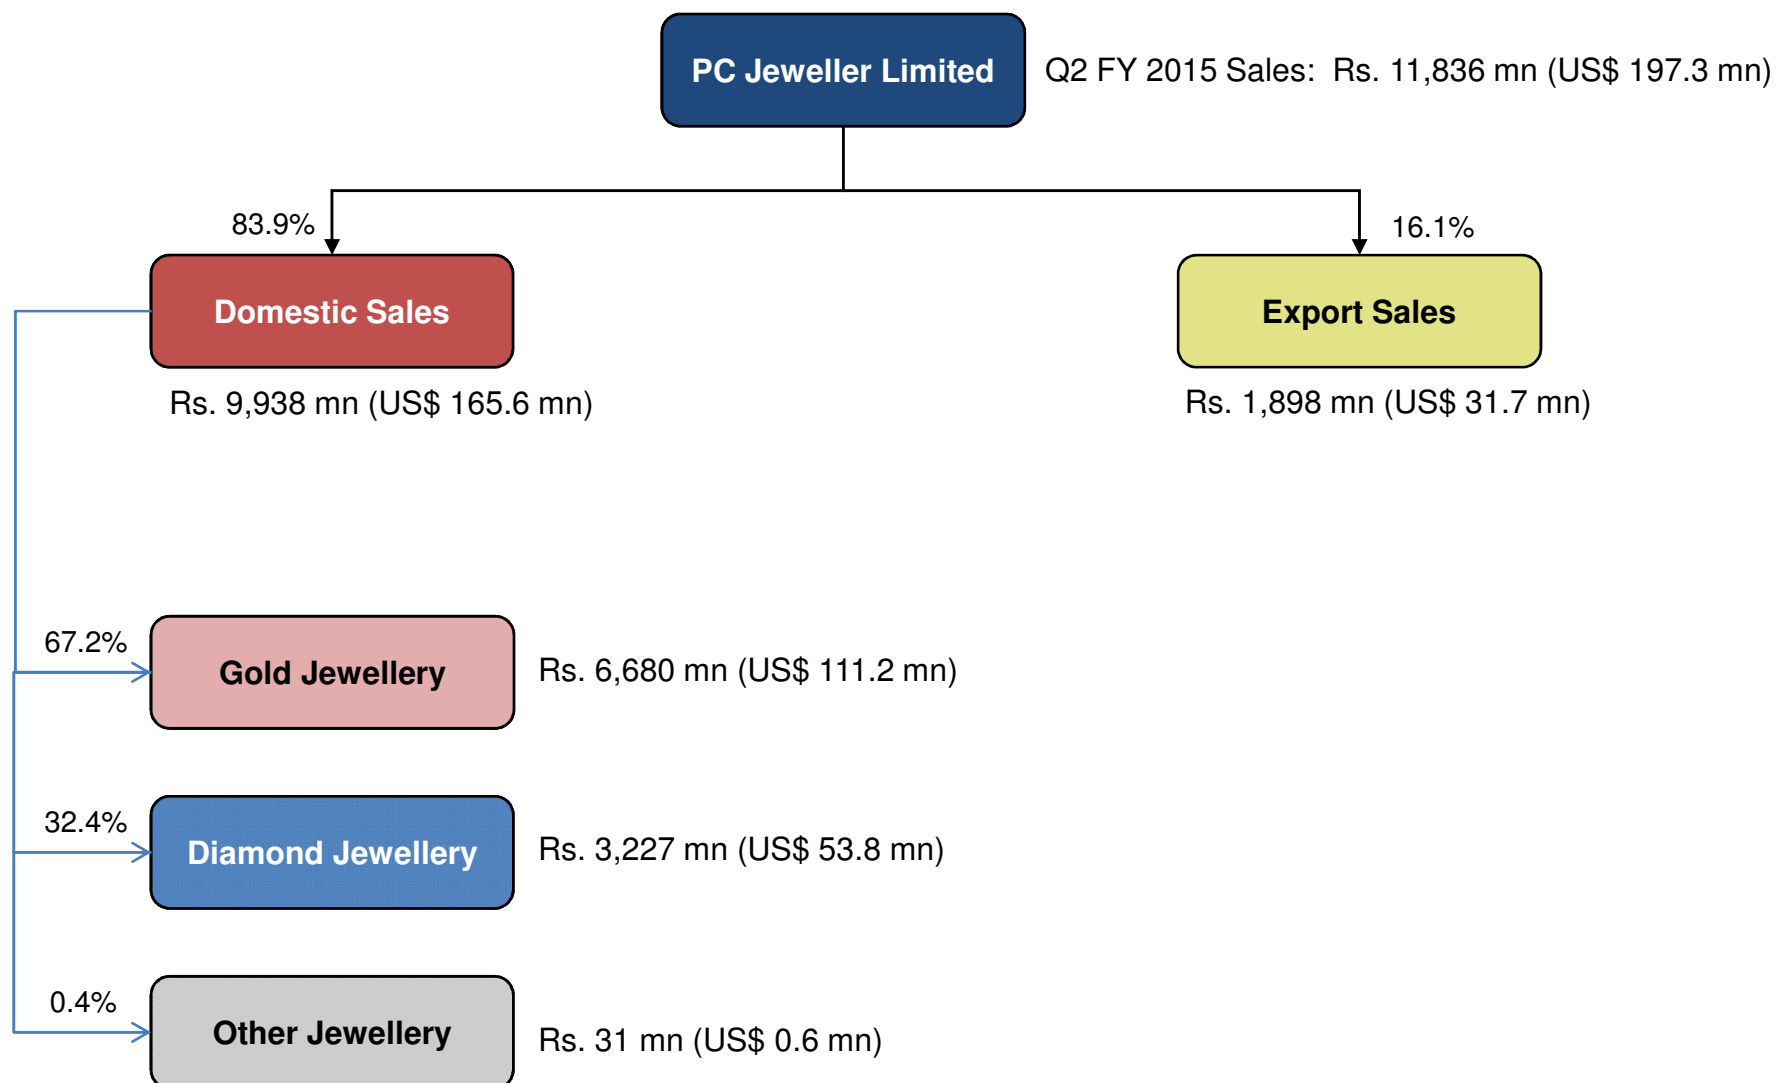 PC Jeweller Limited
Q2 FY 2015 Sales: Rs. 11,836 mn (US$ 197.3 mn)
83.9%
16.1%
Domestic Sales
Export Sales
Rs. 9,938 mn (US$ 165.6 mn)
Rs. 1,898 mn (US$ 31.7 mn)
67.2%
Gold Jewellery
Rs. 6,680 mn (US$ 111.2 mn)
32.4%
Diamond Jewellery
Rs. 3,227 mn (US$ 53.8 mn)
0.4%
Other Jewellery
Rs. 31 mn (US$ 0.6 mn)